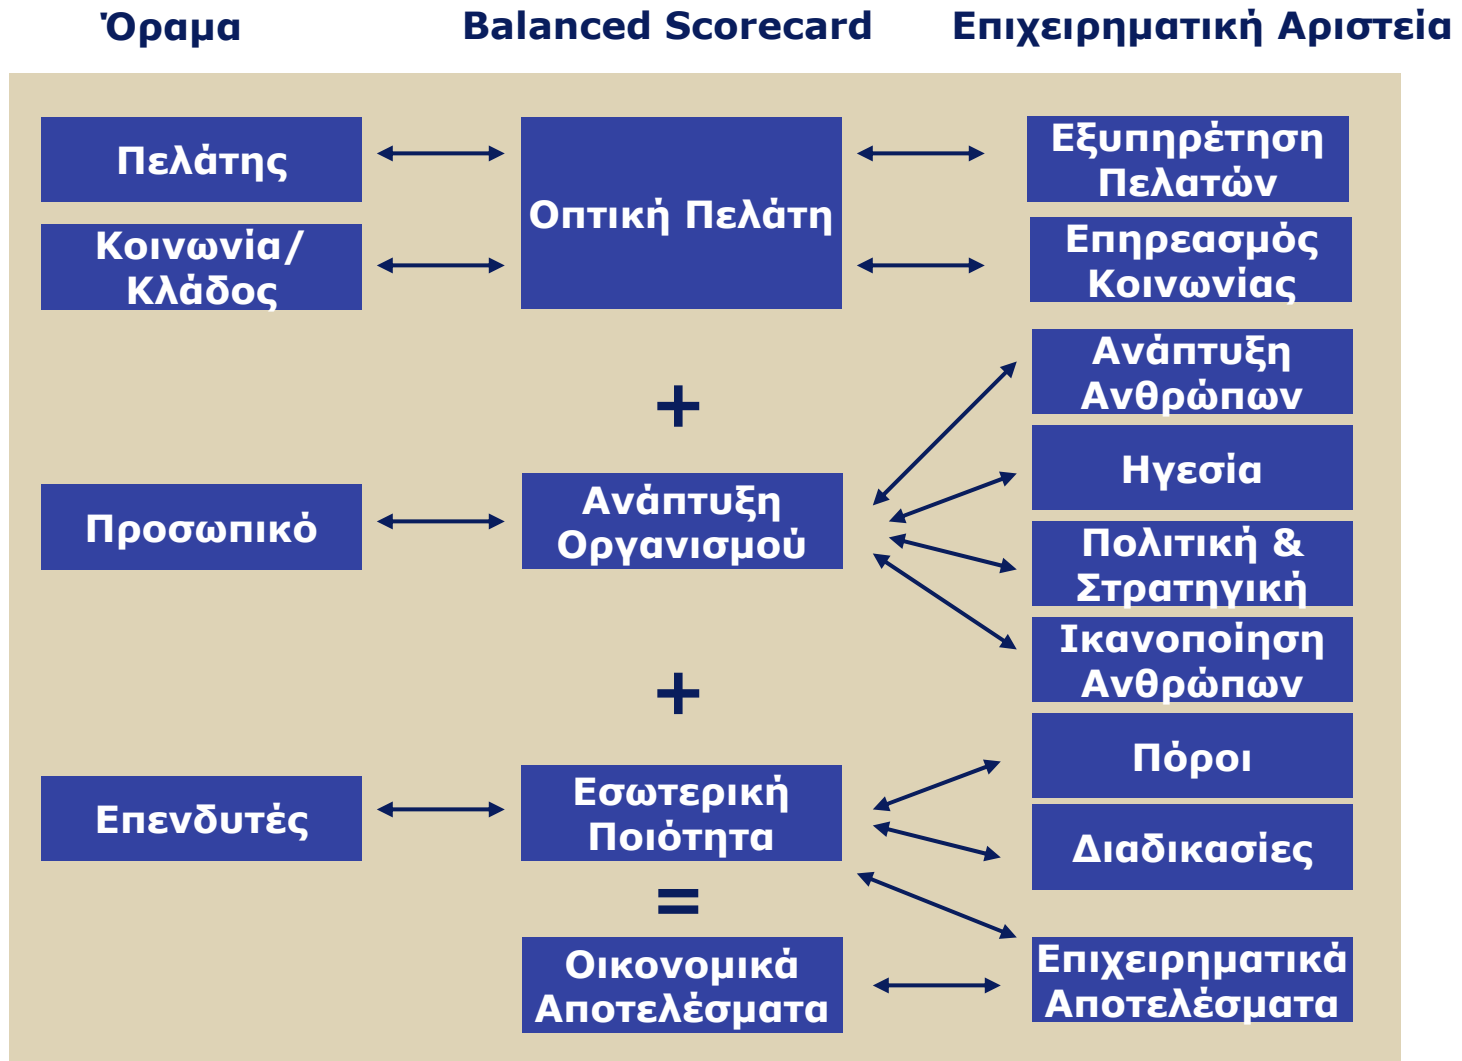 Όραμα
Balanced Scorecard
Επιχειρηματική Αριστεία
Πελάτης
Κοινωνία/
Κλάδος
Οπτική Πελάτη
Εξυπηρέτηση
Πελατών
Επηρεασμός
Κοινωνίας
+
Προσωπικό
Ανάπτυξη
Οργανισμού
Ανάπτυξη
Ανθρώπων
Ηγεσία
Πολιτική &
Στρατηγική
Ικανοποίηση
Ανθρώπων
+
Επενδυτές
Εσωτερική
Ποιότητα
Πόροι
Διαδικασίες
=
Οικονομικά
Αποτελέσματα
Επιχειρηματικά
Αποτελέσματα